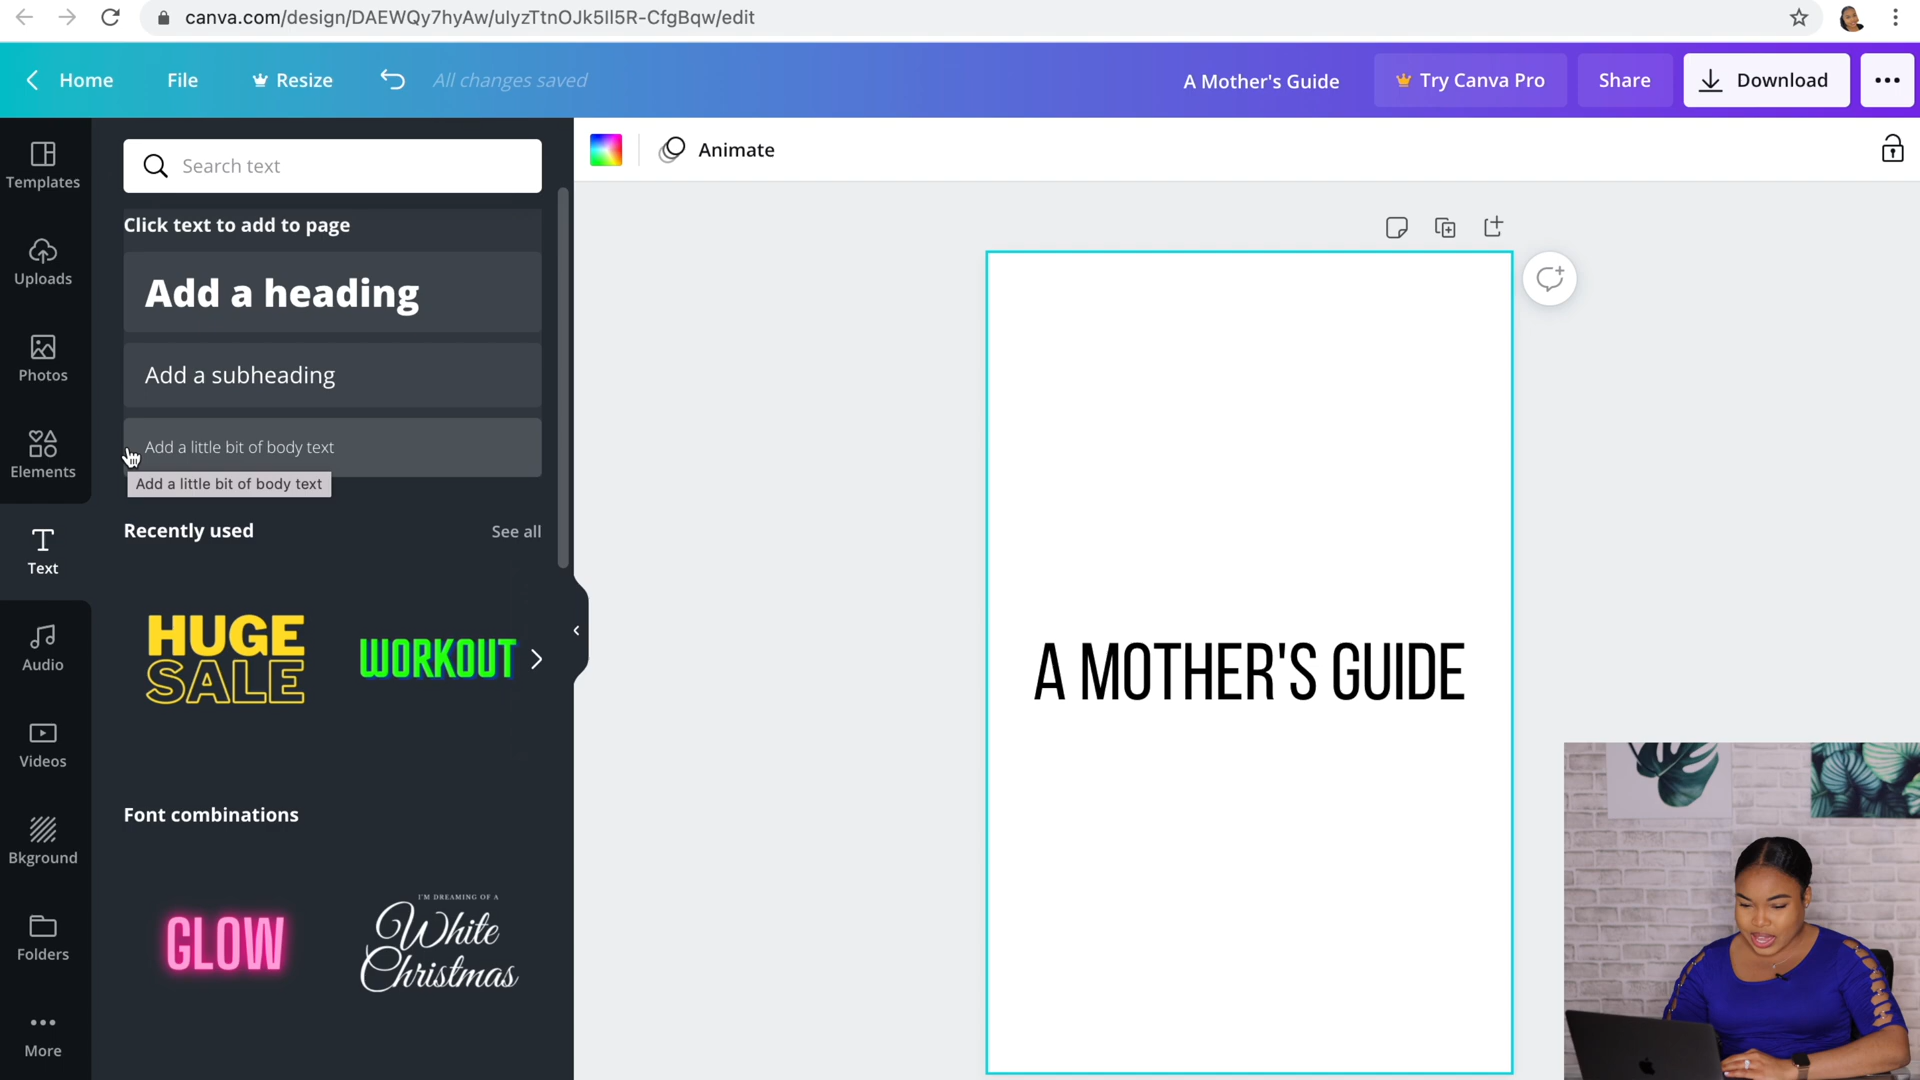 canva.com/design/DAEWQy7hyAw/ulyzTtnOJk5Il5R-CfgBqw/edit
Home File Resize All changes saved A Mother's Guide Try Canva Pro Share Download
Templates
Uploads
Photos
Elements
Text
Audio
Videos
Bkground
Folders
More
Search text
Click text to add to page
Add a heading
Add a subheading
Add a little bit of body text
Add a little bit of body text
Recently used See all
HUGE
SALE
WORKOUT
Font combinations
GLOW
I'M DREAMING OF A
White
Christmas
Animate
A MOTHER'S GUIDE